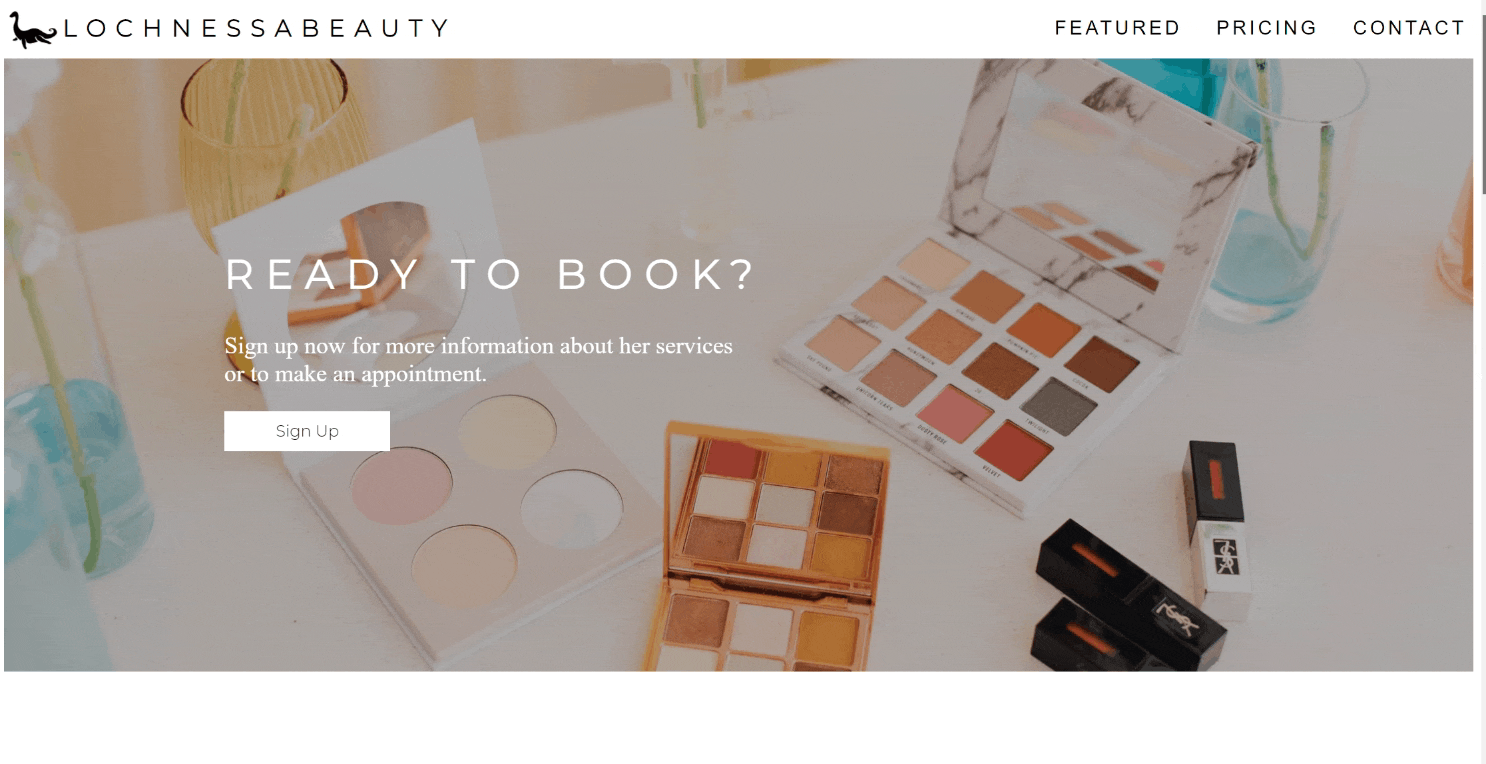 LOCHNESSABEAUTY
FEATURED PRICING CONTACT
READY TO BOOK?
Sign up now for more information about her services
or to make an appointment.
Sign Up
VELVET